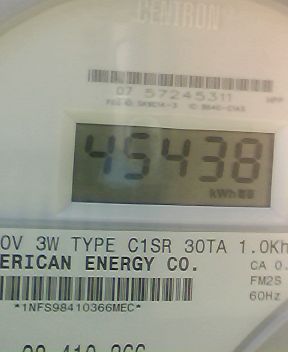 CENTRON
07 57245311
45438
kWh
0V 3W TYPE C1SR 30TA 1.0Kh
ERICAN ENERGY CO.
CA 0.
FM2S
60Hz
*1NFS98410366MEC*